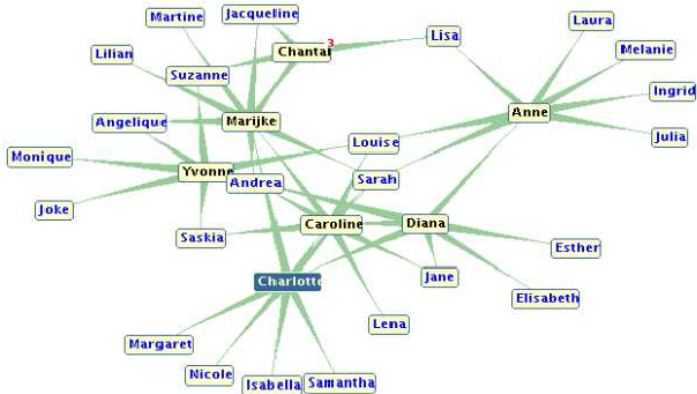 Jacqueline
Martine
Laura
3
Lisa
Chantal
Melanie
Lilian
Suzanne
Ingrid
Anne
Angelique
Marijke
Julia
Louise
Monique
Yvonne
Andrea
Sarah
Joke
Caroline
Diana
Saskia
Esther
Jane
Charlotte
Elisabeth
Lena
Margaret
Nicole
Isabella
Samantha